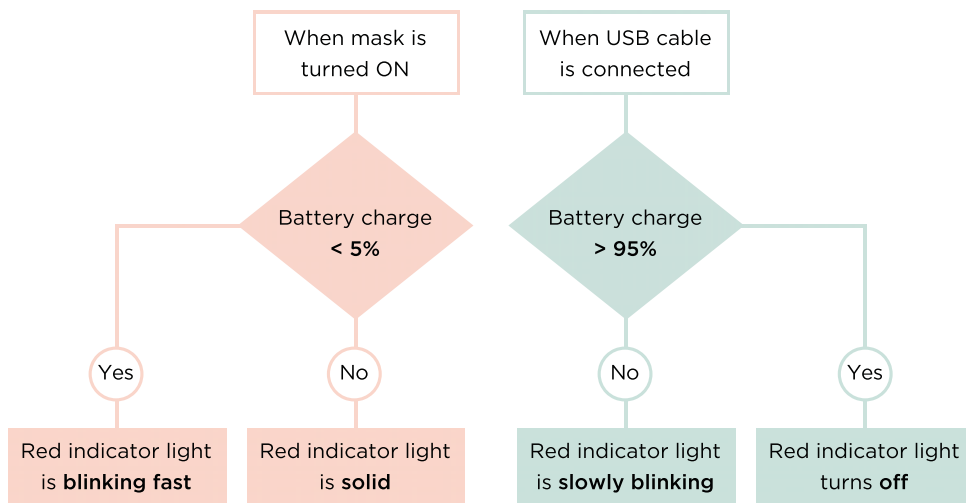 When mask is
turned ON
Battery charge
< 5%
Yes
No
Red indicator light
is blinking fast
Red indicator light
is solid
When USB cable
is connected
Battery charge
> 95%
No
Yes
Red indicator light
is slowly blinking
Red indicator light
turns off